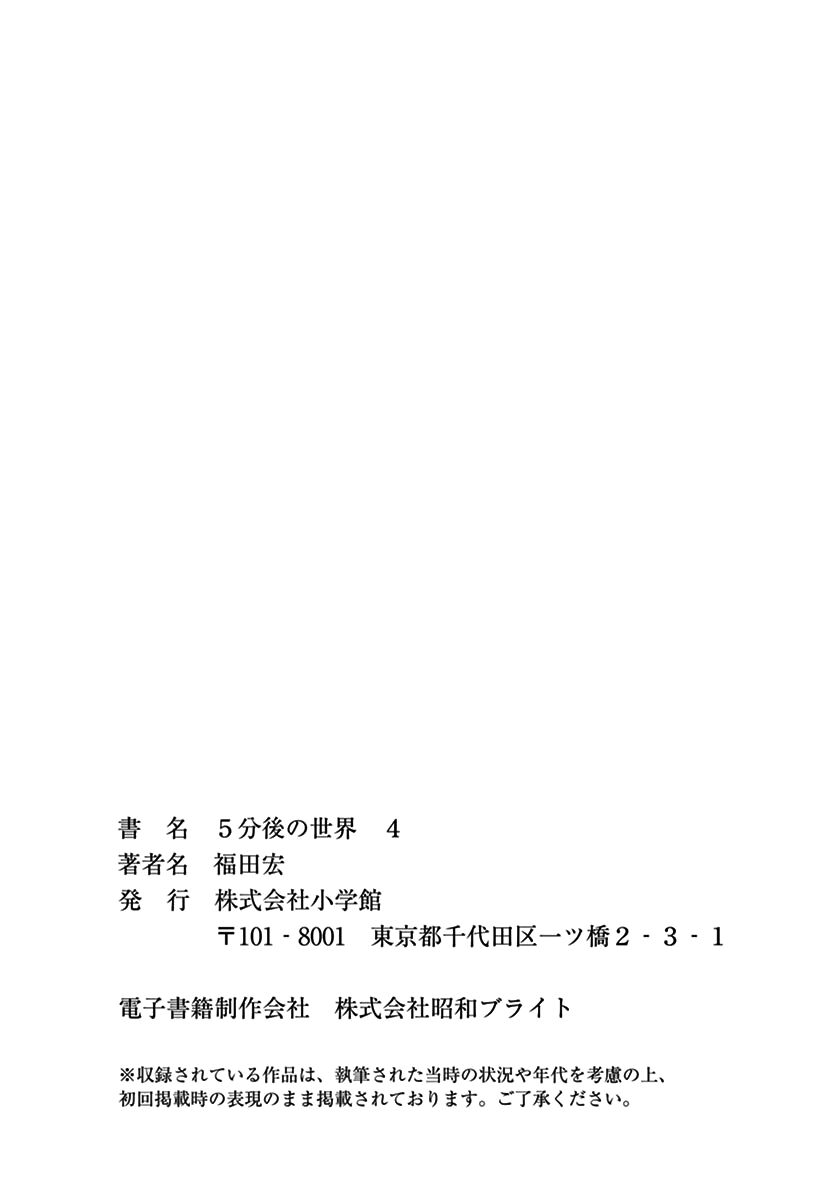 書　名　５分後の世界　４
著者名　福田宏
発　行　株式会社小学館
〒101‐8001　東京都千代田区一ツ橋２‐３‐１
電子書籍制作会社　株式会社昭和ブライト
※収録されている作品は、執筆された当時の状況や年代を考慮の上、
初回掲載時の表現のまま掲載されております。ご了承ください。